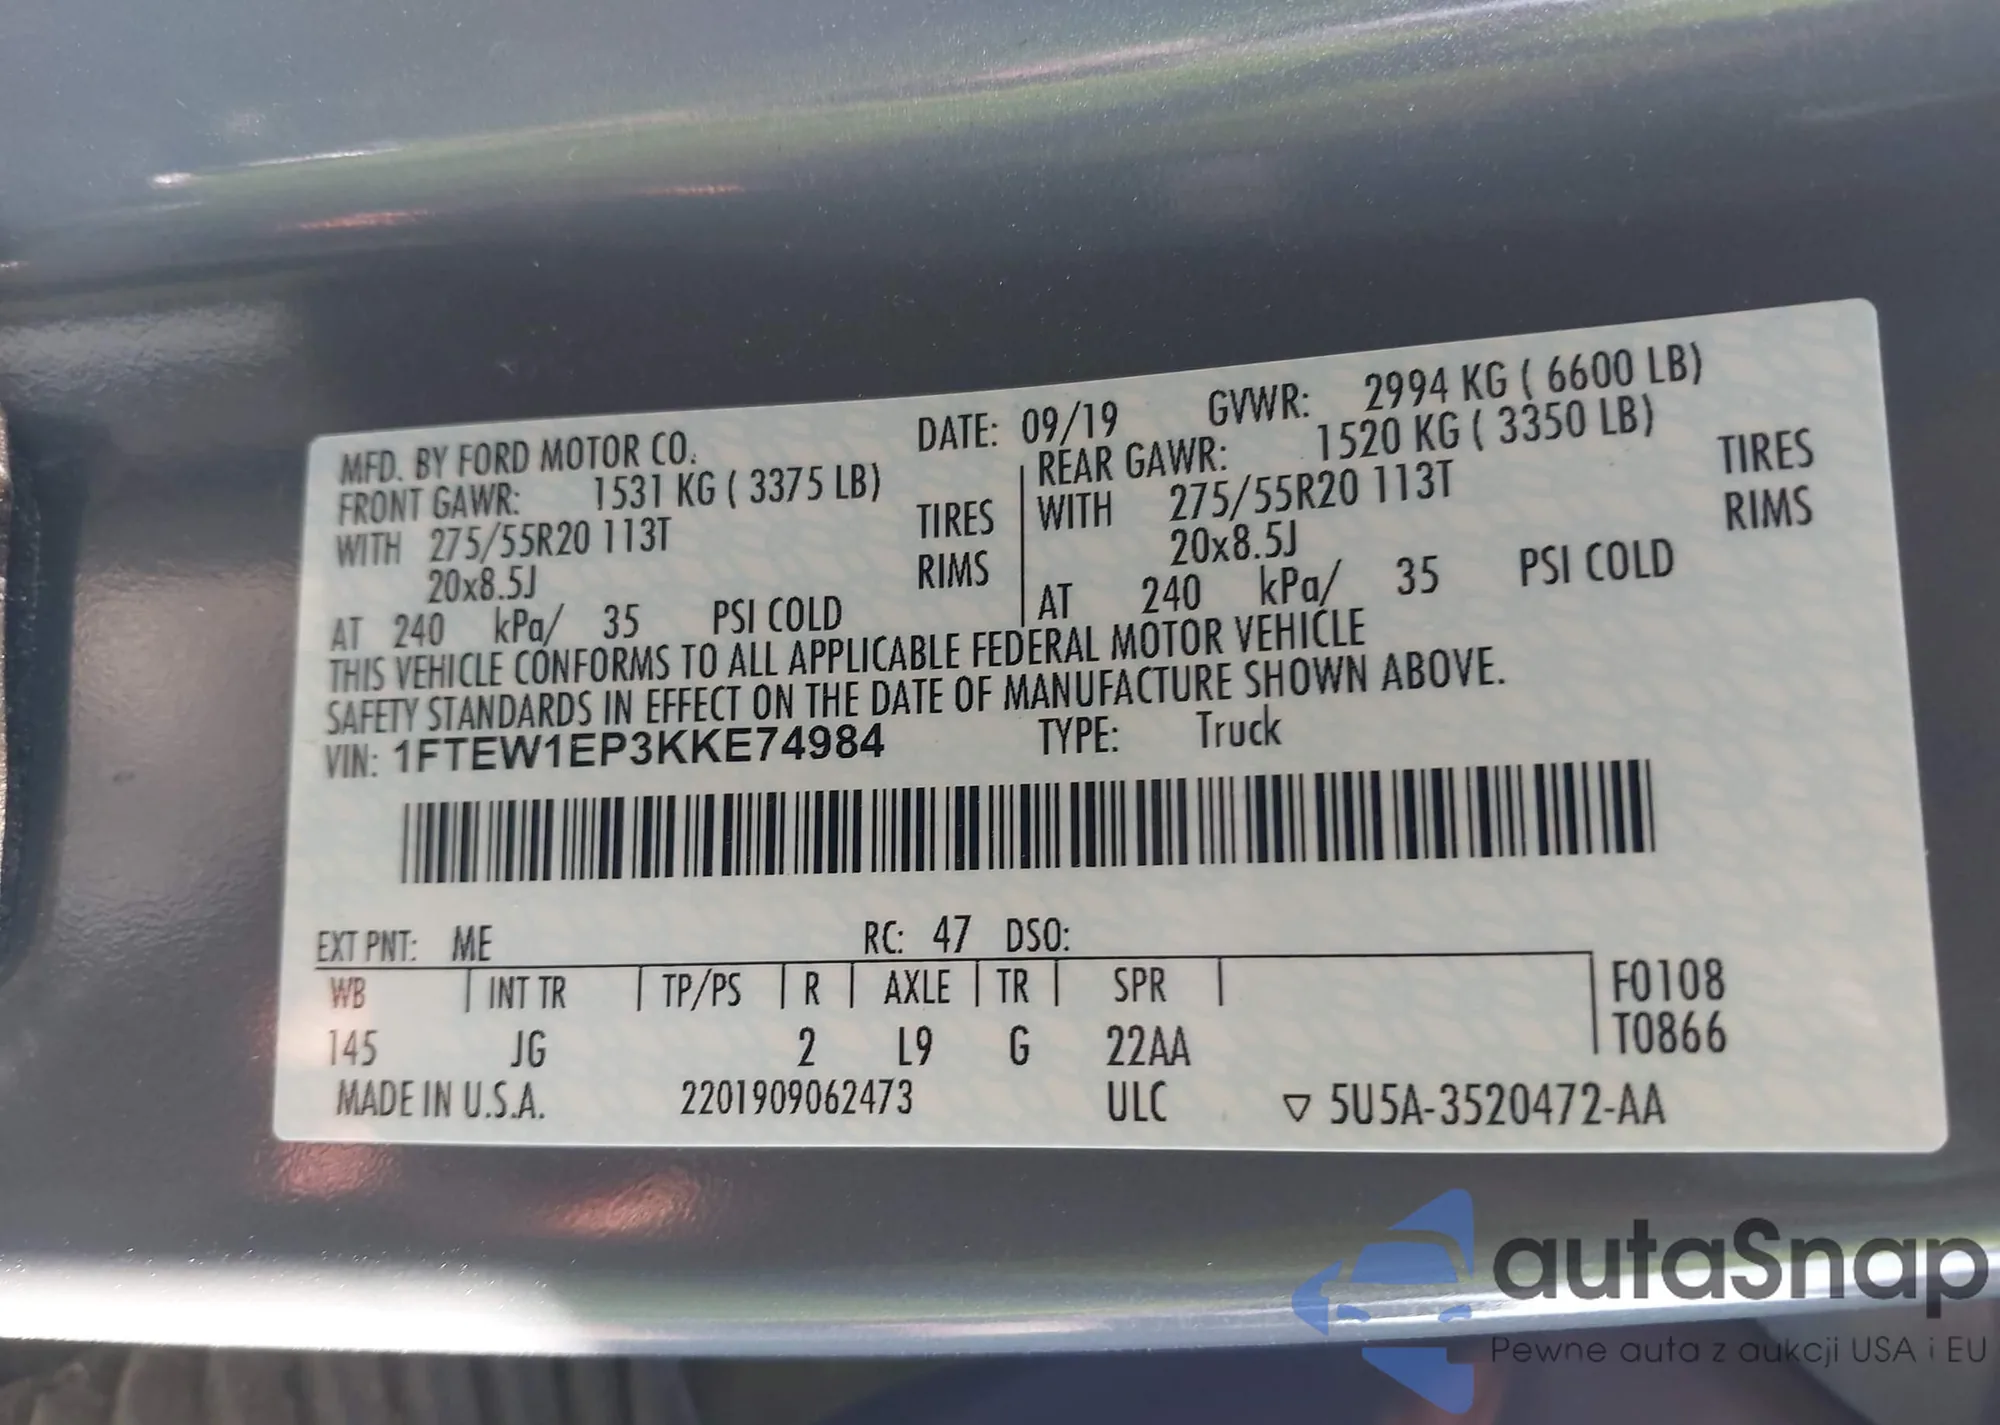 MFD. BY FORD MOTOR CO. DATE: 09/19 GVWR: 2994 KG ( 6600 LB)
FRONT GAWR: 1531 KG ( 3375 LB) REAR GAWR: 1520 KG ( 3350 LB)
WITH 275/55R20 113T TIRES WITH 275/55R20 113T TIRES
20x8.5J RIMS 20x8.5J RIMS
AT 240 kPa/ 35 PSI COLD AT 240 kPa/ 35 PSI COLD
THIS VEHICLE CONFORMS TO ALL APPLICABLE FEDERAL MOTOR VEHICLE
SAFETY STANDARDS IN EFFECT ON THE DATE OF MANUFACTURE SHOWN ABOVE.
VIN: 1FTEW1EP3KKE74984 TYPE: Truck
EXT PNT: ME RC: 47 DSO:
WB INT TR TP/PS R AXLE TR SPR F0108
145 JG 2 L9 G 22AA T0866
MADE IN U.S.A. 2201909062473 ULC ▽ 5U5A-3520472-AA
autaSnap
Pewne auta z aukcji USA i EU